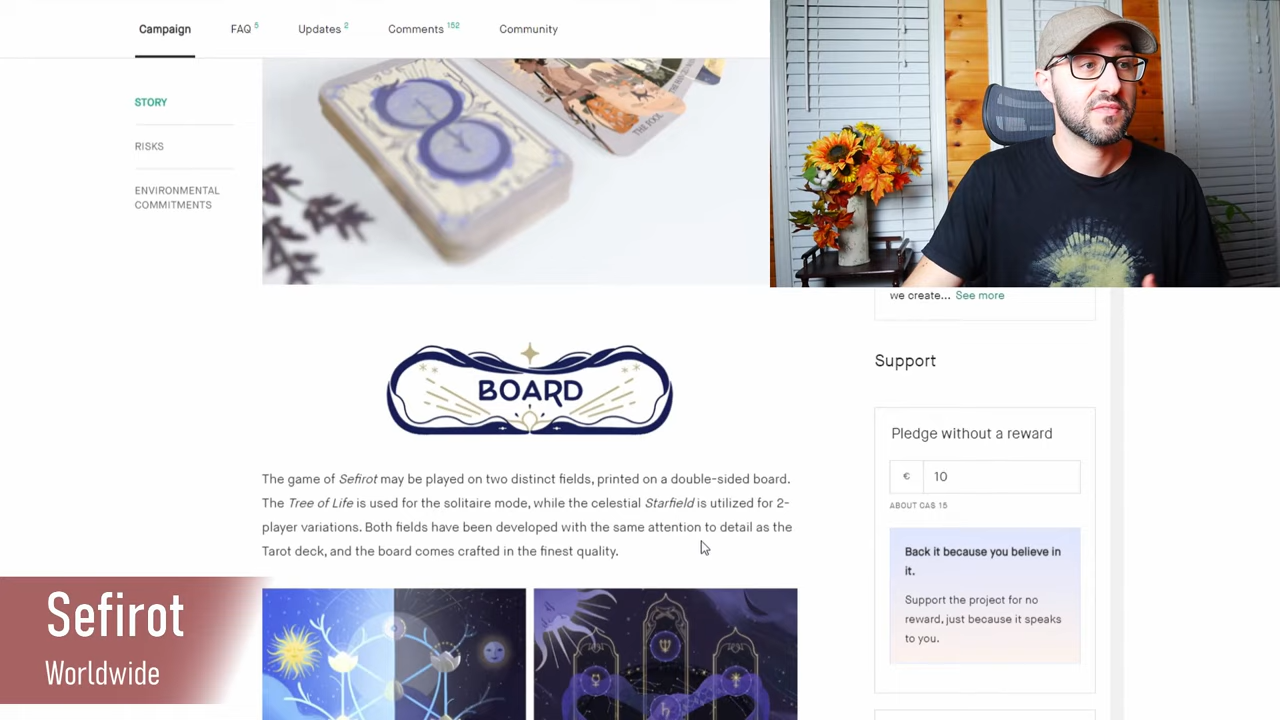 Campaign
FAQ 5
Updates 2
Comments 152
Community
STORY
RISKS
ENVIRONMENTAL
COMMITMENTS
THE FOOL
we create... See more
Support
BOARD
Pledge without a reward
€ 10
ABOUT CA$ 15
The game of Sefirot may be played on two distinct fields, printed on a double-sided board.
The Tree of Life is used for the solitaire mode, while the celestial Starfield is utilized for 2-
player variations. Both fields have been developed with the same attention to detail as the
Tarot deck, and the board comes crafted in the finest quality.
Back it because you believe in
it.
Support the project for no
reward, just because it speaks
to you.
Sefirot
Worldwide